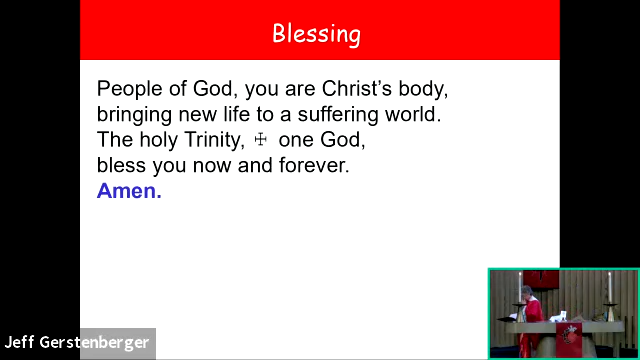 Blessing
People of God, you are Christ's body,
bringing new life to a suffering world.
The holy Trinity, ☩ one God,
bless you now and forever.
Amen.
Jeff Gerstenberger